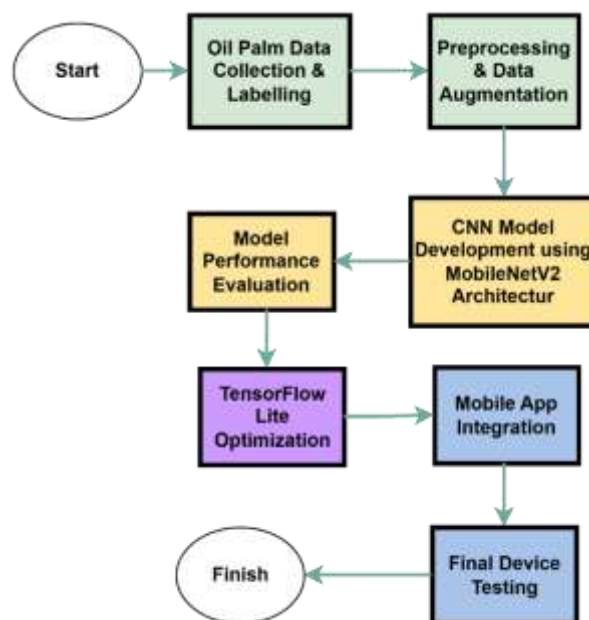 Start
Oil Palm Data
Collection &
Labelling
Preprocessing
& Data
Augmentation
CNN Model
Development using
MobileNetV2
Architectur
Model
Performance
Evaluation
TensorFlow
Lite
Optimization
Mobile App
Integration
Final Device
Testing
Finish